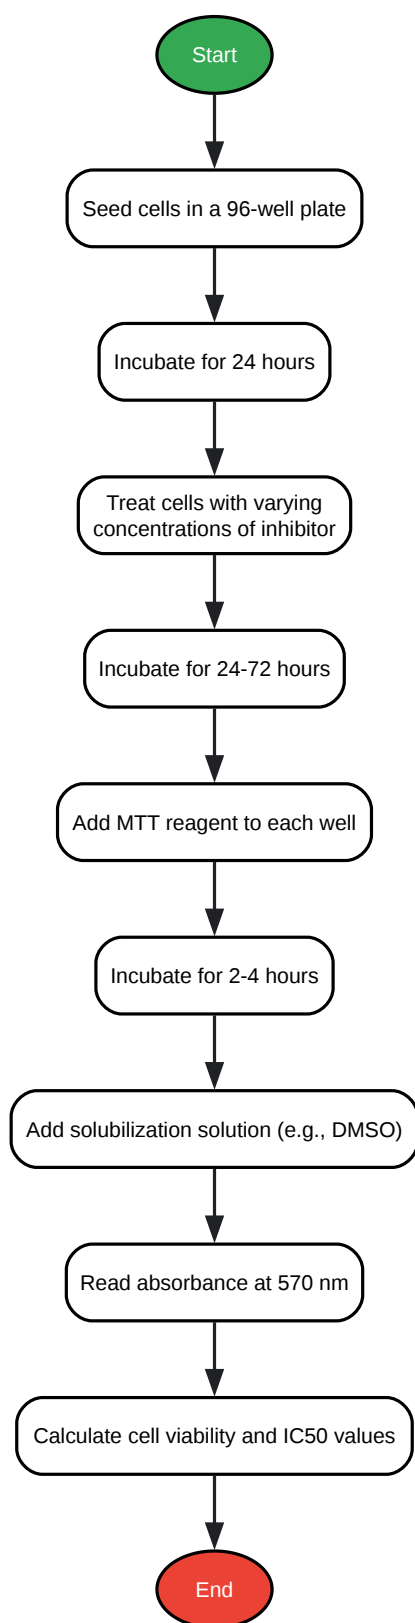 Start
Seed cells in a 96-well plate
Incubate for 24 hours
Treat cells with varying
concentrations of inhibitor
Incubate for 24-72 hours
Add MTT reagent to each well
Incubate for 2-4 hours
Add solubilization solution (e.g., DMSO)
Read absorbance at 570 nm
Calculate cell viability and IC50 values
End